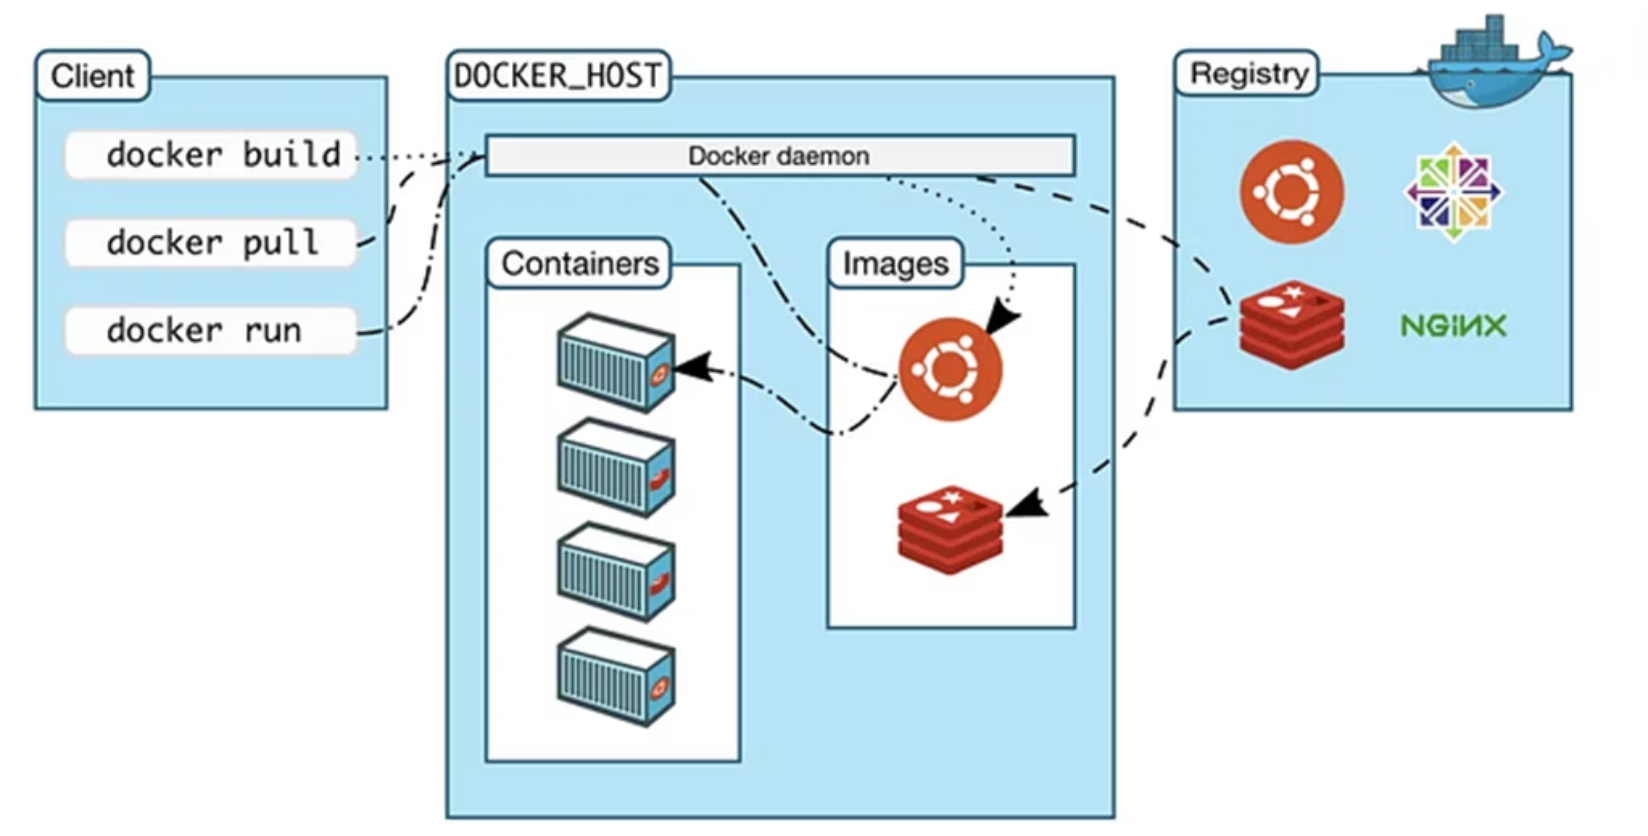 Client
docker build
docker pull
docker run
DOCKER_HOST
Docker daemon
Containers
Images
Registry
NGiNX